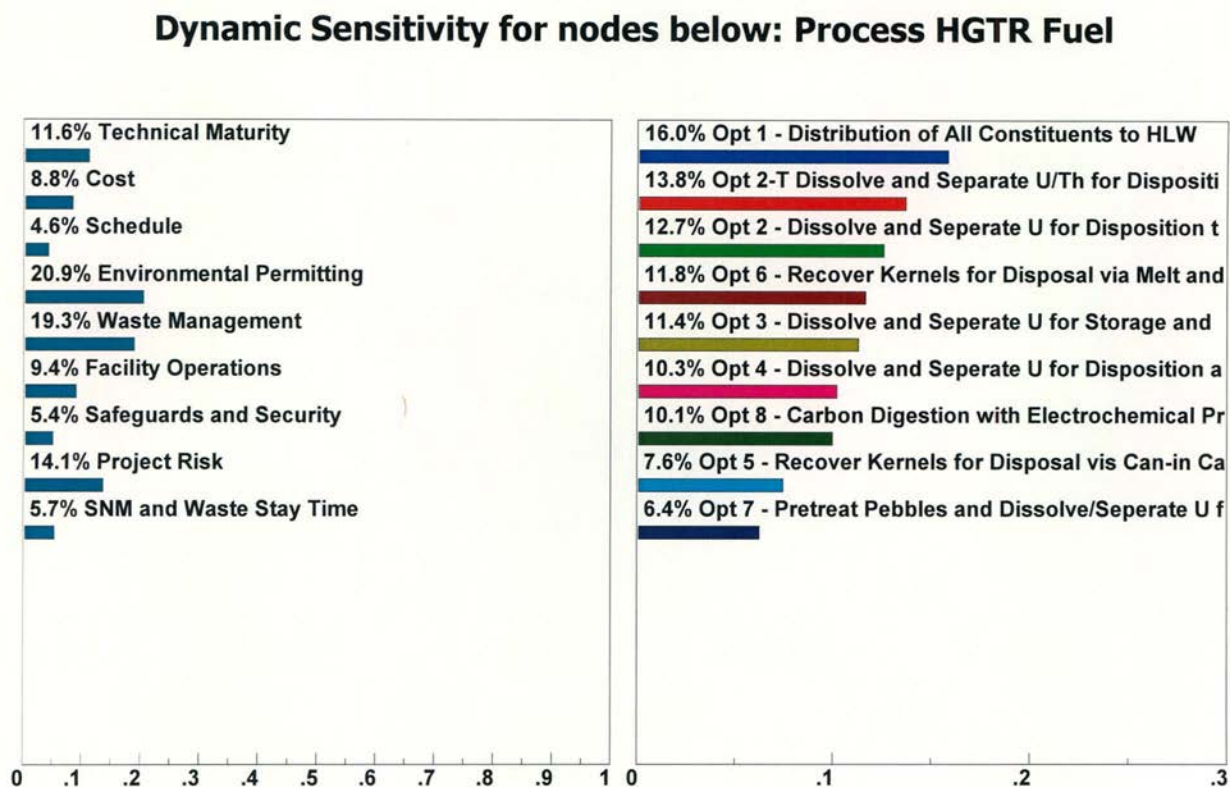 Dynamic Sensitivity for nodes below: Process HGTR Fuel
11.6% Technical Maturity
8.8% Cost
4.6% Schedule
20.9% Environmental Permitting
19.3% Waste Management
9.4% Facility Operations
5.4% Safeguards and Security
14.1% Project Risk
5.7% SNM and Waste Stay Time
0 .1 .2 .3 .4 .5 .6 .7 .8 .9 1
16.0% Opt 1 - Distribution of All Constituents to HLW
13.8% Opt 2-T Dissolve and Separate U/Th for Dispositi
12.7% Opt 2 - Dissolve and Seperate U for Disposition t
11.8% Opt 6 - Recover Kernels for Disposal via Melt and
11.4% Opt 3 - Dissolve and Seperate U for Storage and
10.3% Opt 4 - Dissolve and Seperate U for Disposition a
10.1% Opt 8 - Carbon Digestion with Electrochemical Pr
7.6% Opt 5 - Recover Kernels for Disposal vis Can-in Ca
6.4% Opt 7 - Pretreat Pebbles and Dissolve/Seperate U f
0 .1 .2 .3